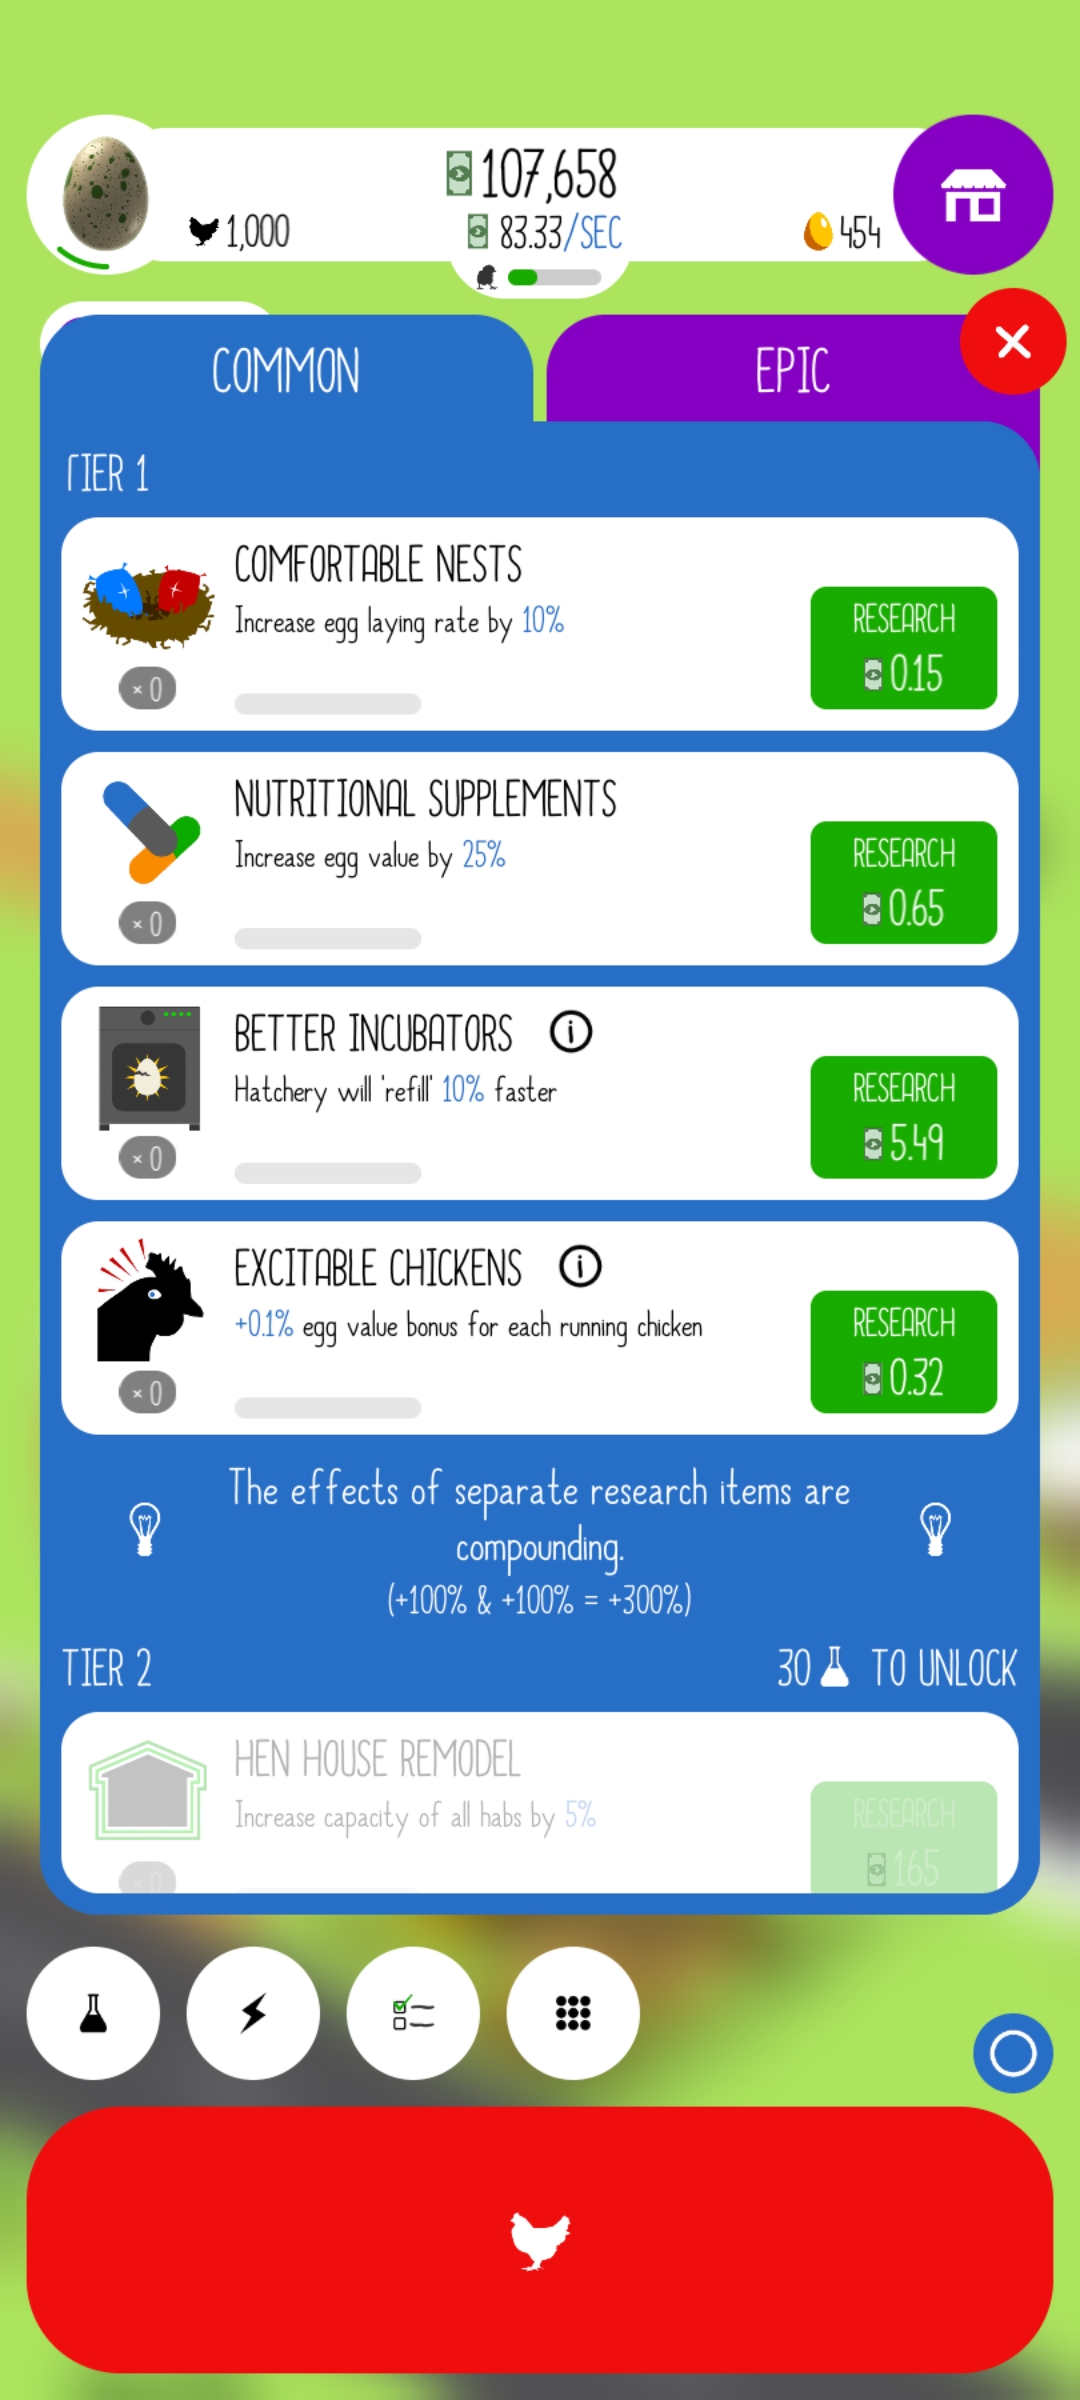 107,658
1,000
83.33/SEC
454
COMMON
EPIC
TIER 1
COMFORTABLE NESTS
Increase egg laying rate by 10%
RESEARCH
0.15
× 0
NUTRITIONAL SUPPLEMENTS
Increase egg value by 25%
RESEARCH
0.65
× 0
BETTER INCUBATORS
i
Hatchery will 'refill' 10% faster
RESEARCH
5.49
× 0
EXCITABLE CHICKENS
i
+0.1% egg value bonus for each running chicken
RESEARCH
0.32
× 0
The effects of separate research items are
compounding.
(+100% & +100% = +300%)
TIER 2
30 TO UNLOCK
HEN HOUSE REMODEL
Increase capacity of all habs by 5%
RESEARCH
165
× 0